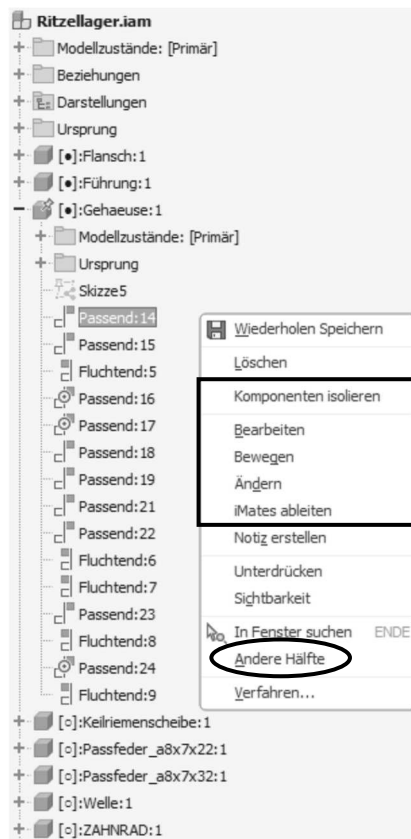 Ritzellager.iam
Modellzustände: [Primär]
Beziehungen
Darstellungen
Ursprung
[●]:Flansch:1
[●]:Führung:1
[●]:Gehaeuse:1
Modellzustände: [Primär]
Ursprung
Skizze5
Passend:14
Passend:15
Fluchtend:5
Passend:16
Passend:17
Passend:18
Passend:19
Passend:21
Passend:22
Fluchtend:6
Fluchtend:7
Passend:23
Fluchtend:8
Passend:24
Fluchtend:9
[○]:Keilriemenscheibe:1
[○]:Passfeder_a8x7x22:1
[○]:Passfeder_a8x7x32:1
[○]:Welle:1
[○]:ZAHNRAD:1
Wiederholen Speichern
Löschen
Komponenten isolieren
Bearbeiten
Bewegen
Ändern
iMates ableiten
Notiz erstellen
Unterdrücken
Sichtbarkeit
In Fenster suchen ENDE
Andere Hälfte
Verfahren...